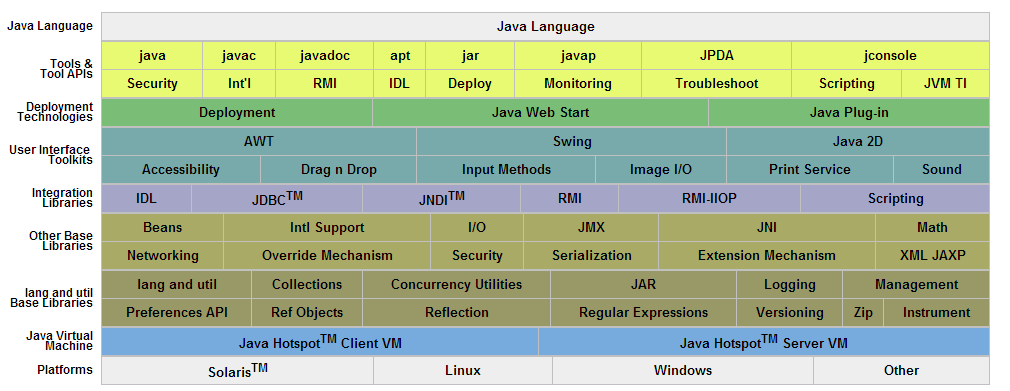 Java Language Java Language
Tools & Tool APIs
java javac javadoc apt jar javap JPDA jconsole
Security Int'l RMI IDL Deploy Monitoring Troubleshoot Scripting JVM TI
Deployment Technologies
Deployment Java Web Start Java Plug-in
User Interface Toolkits
AWT Swing Java 2D
Accessibility Drag n Drop Input Methods Image I/O Print Service Sound
Integration Libraries
IDL JDBC™ JNDI™ RMI RMI-IIOP Scripting
Other Base Libraries
Beans Intl Support I/O JMX JNI Math
Networking Override Mechanism Security Serialization Extension Mechanism XML JAXP
lang and util Base Libraries
lang and util Collections Concurrency Utilities JAR Logging Management
Preferences API Ref Objects Reflection Regular Expressions Versioning Zip Instrument
Java Virtual Machine
Java Hotspot™ Client VM Java Hotspot™ Server VM
Platforms Solaris™ Linux Windows Other